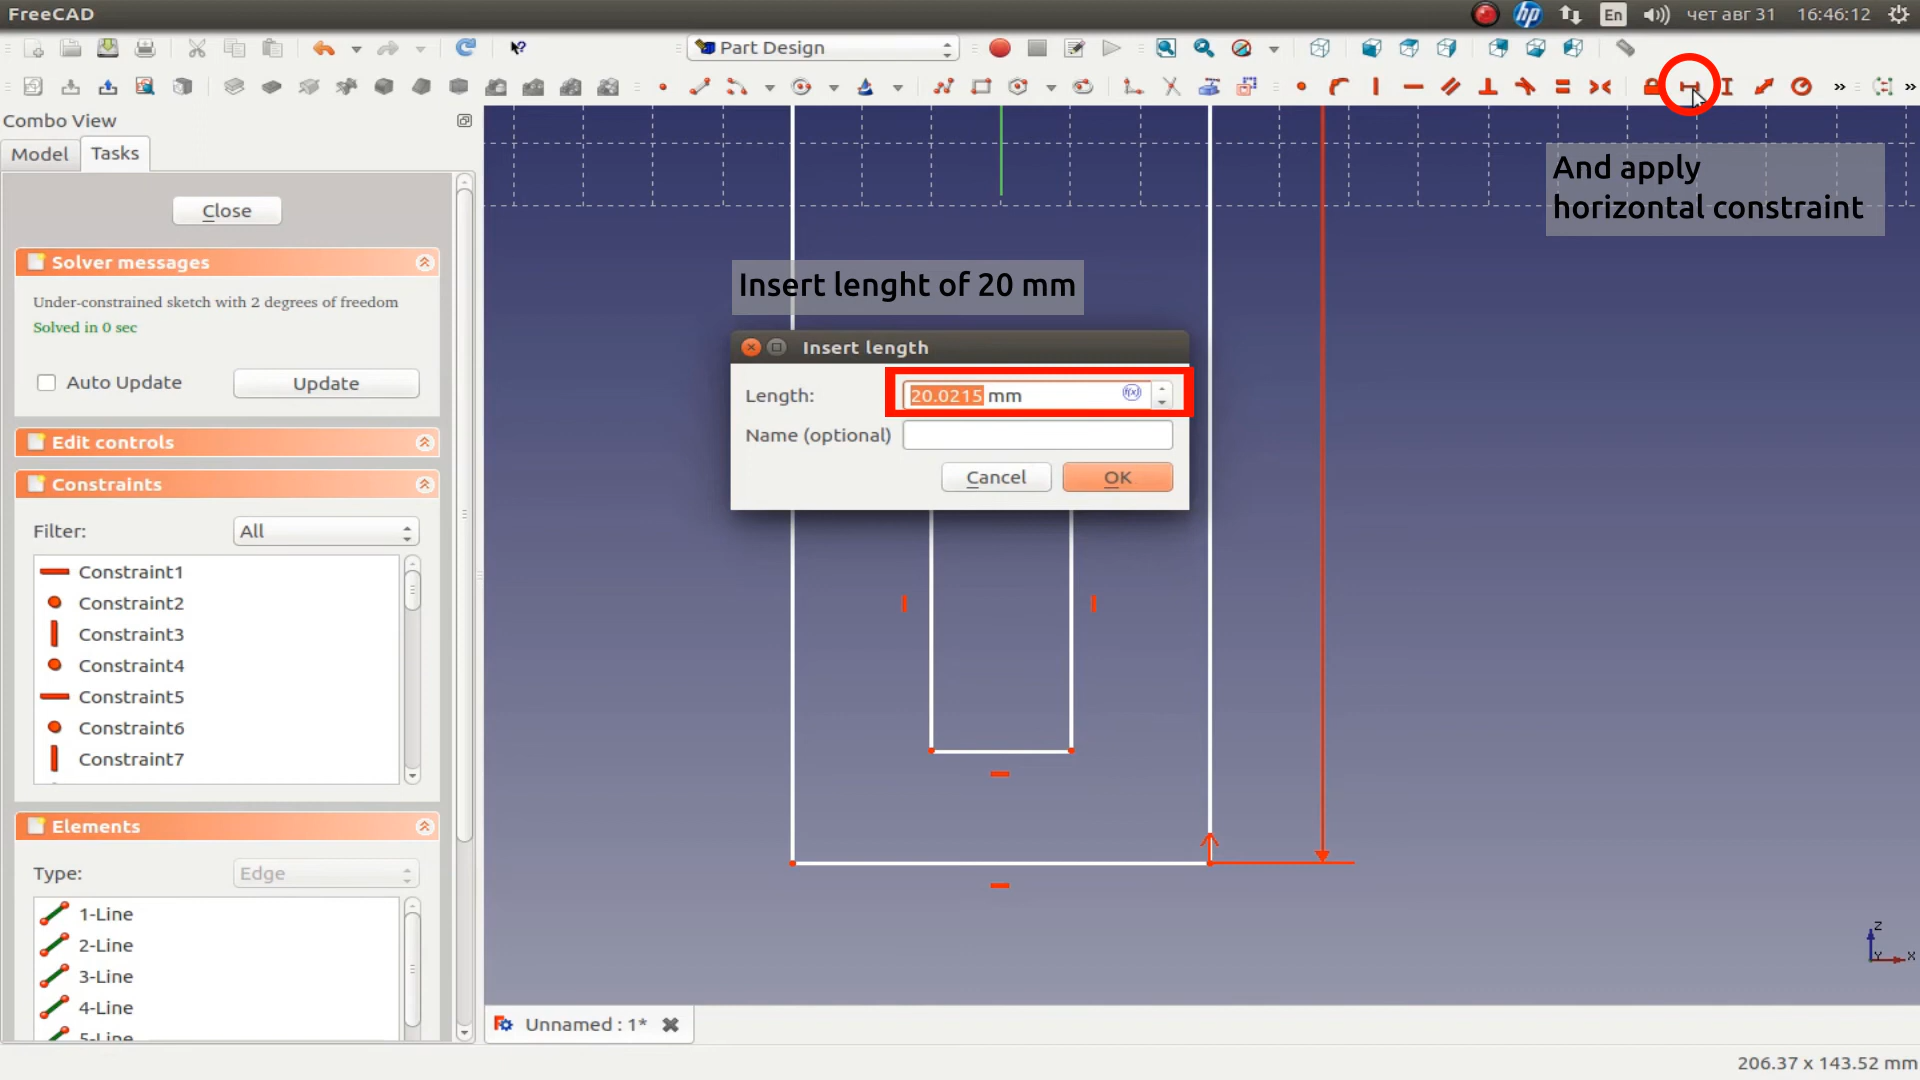 FreeCAD
hp
En
чет авг 31
16:46:12
Part Design
Combo View
Model
Tasks
And apply
horizontal constraint
Close
Solver messages
Under-constrained sketch with 2 degrees of freedom
Solved in 0 sec
Auto Update
Update
Edit controls
Constraints
Filter:
All
Constraint1
Constraint2
Constraint3
Constraint4
Constraint5
Constraint6
Constraint7
Elements
Type:
Edge
1-Line
2-Line
3-Line
4-Line
5-Line
Insert lenght of 20 mm
Insert length
Length:
20.0215 mm
f(x)
Name (optional)
Cancel
OK
Z
Y
X
Unnamed : 1*
206.37 x 143.52 mm